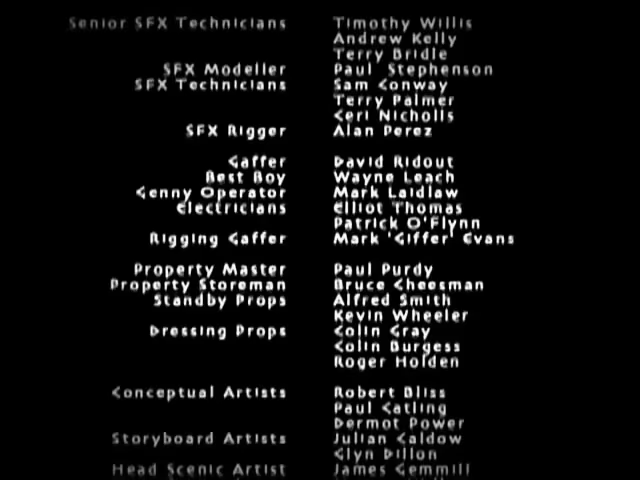 Senior SFX Technicians Timothy Willis
Andrew Kelly
Terry Bridle
SFX Modeller Paul Stephenson
SFX Technicians Sam Conway
Terry Palmer
Ceri Nicholls
SFX Rigger Alan Perez
Gaffer David Ridout
Best Boy Wayne Leach
Genny Operator Mark Laidlaw
Electricians Elliot Thomas
Patrick O'Flynn
Rigging Gaffer Mark 'Giffer' Evans
Property Master Paul Purdy
Property Storeman Bruce Cheesman
Standby Props Alfred Smith
Kevin Wheeler
Dressing Props Colin Gray
Colin Burgess
Roger Holden
Conceptual Artists Robert Bliss
Paul Catling
Dermot Power
Storyboard Artists Julian Caldow
Glyn Dillon
Head Scenic Artist James Gemmill